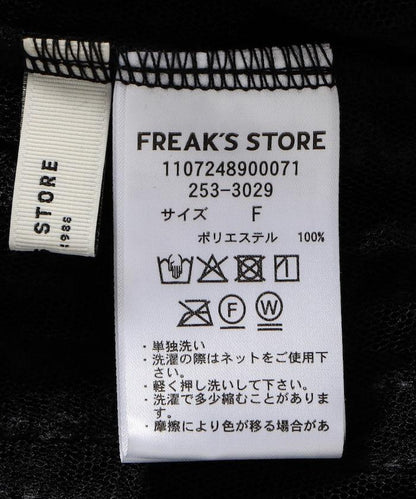 STORE
1986
FREAK'S STORE
1107248900071
253-3029
サイズ F
ポリエステル 100%
F W
・単独洗い
・洗濯の際はネットをご使用下
さい。
・軽く押し洗いして下さい。
・洗濯で多少縮むことがありま
す。
・摩擦により色が移る場合があ